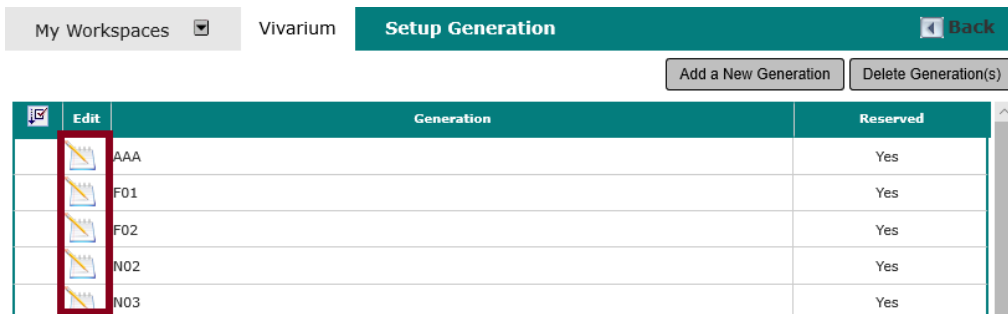 My Workspaces Vivarium Setup Generation Back
Add a New Generation Delete Generation(s)
Edit Generation Reserved
AAA Yes
F01 Yes
F02 Yes
N02 Yes
N03 Yes